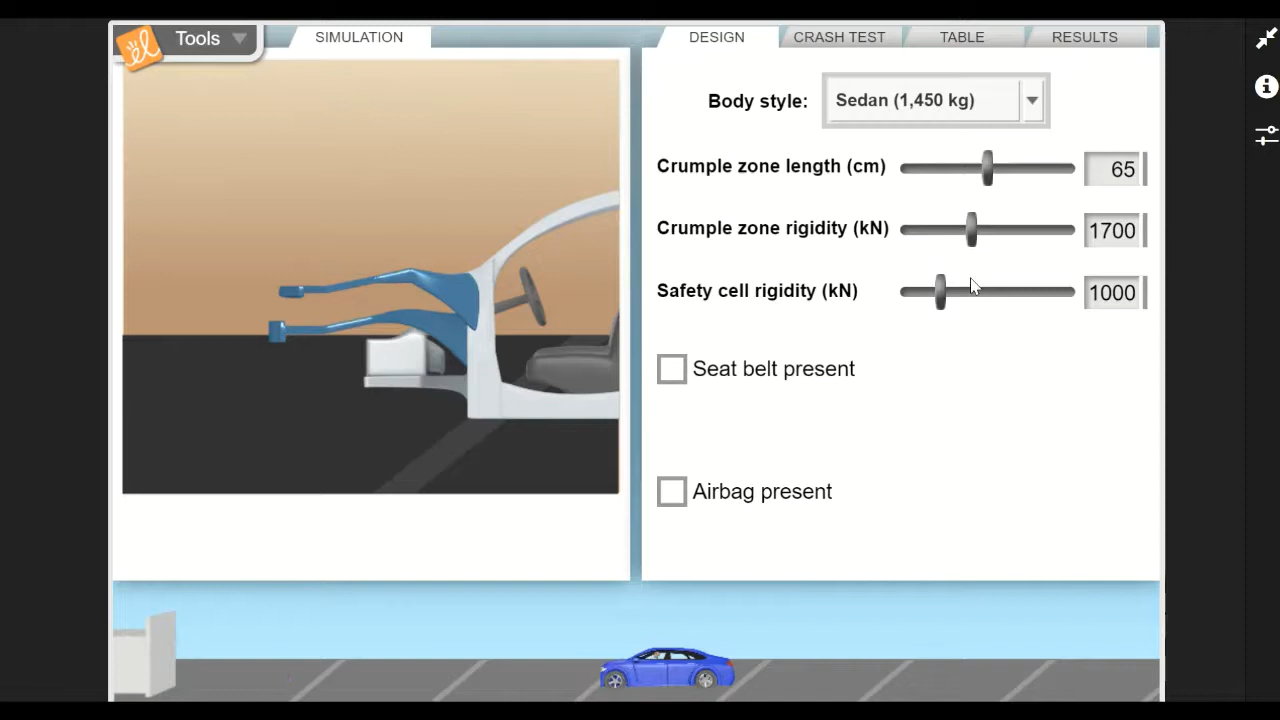 Tools
SIMULATION
DESIGN
CRASH TEST
TABLE
RESULTS
Body style:
Sedan (1,450 kg)
Crumple zone length (cm)
65
Crumple zone rigidity (kN)
1700
Safety cell rigidity (kN)
1000
Seat belt present
Airbag present